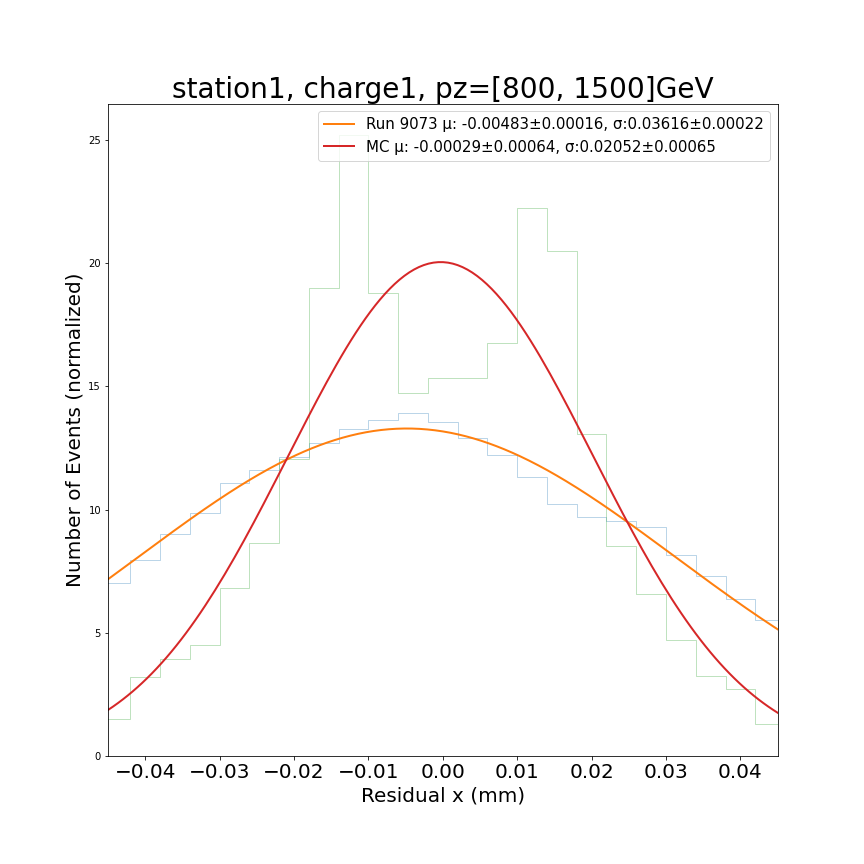 station1, charge1, pz=[800, 1500]GeV
Run 9073 μ: -0.00483±0.00016, σ:0.03616±0.00022
MC μ: -0.00029±0.00064, σ:0.02052±0.00065
Number of Events (normalized)
25
20
15
10
5
0
−0.04 −0.03 −0.02 −0.01 0.00 0.01 0.02 0.03 0.04
Residual x (mm)